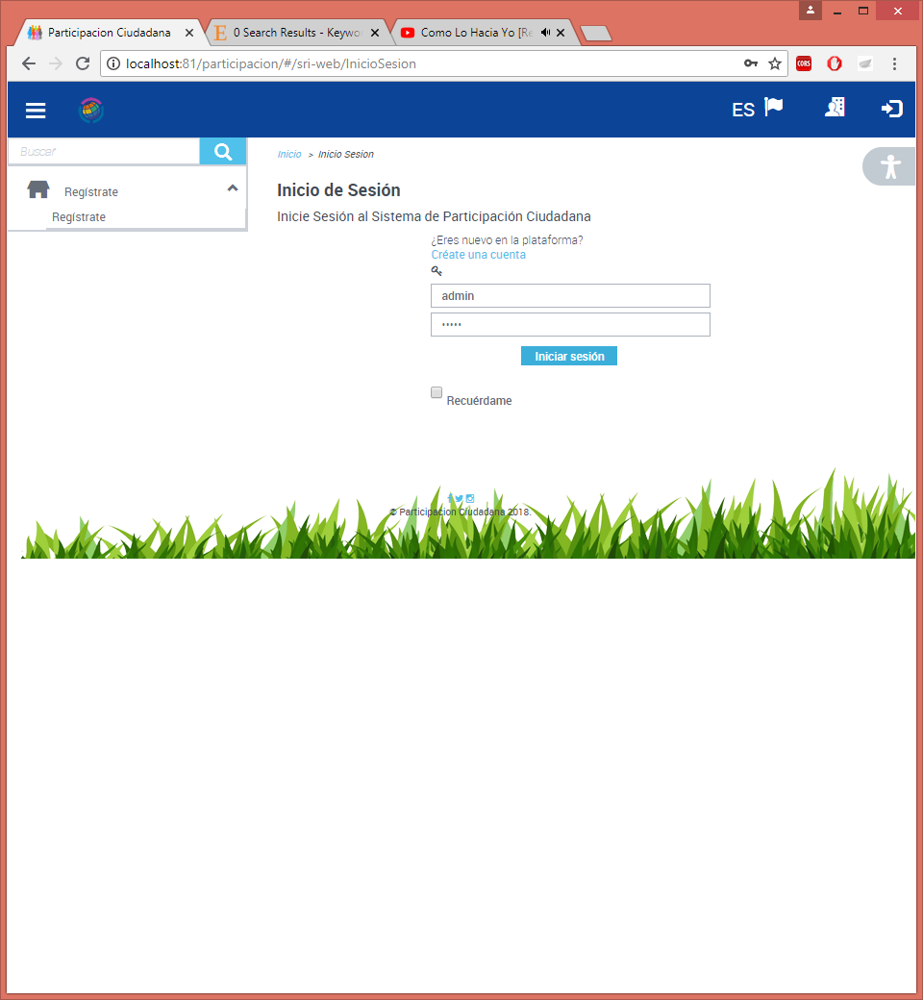 Participacion Ciudadana
0 Search Results - Keywo
Como Lo Hacia Yo [Re
localhost:81/participacion/#/sri-web/InicioSesion
CORS
ES
Buscar
Regístrate
Regístrate
Inicio > Inicio Sesion
Inicio de Sesión
Inicie Sesión al Sistema de Participación Ciudadana
¿Eres nuevo en la plataforma?
Créate una cuenta
admin
•••••
Iniciar sesión
Recuérdame
© Participacion Ciudadana 2018.